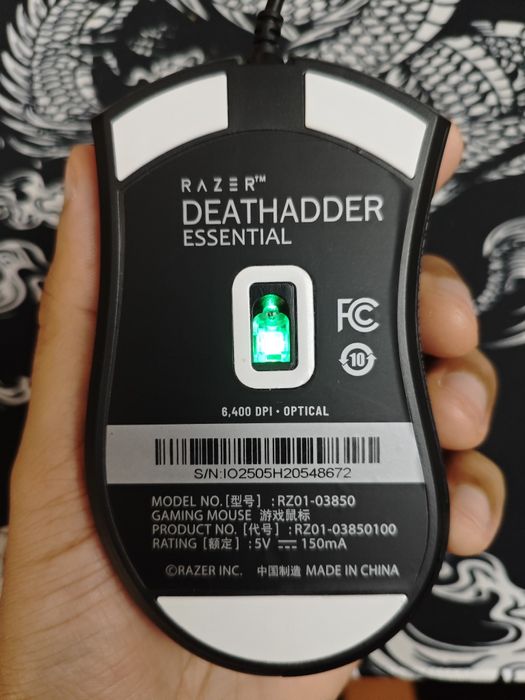 RAZER™
DEATHADDER
ESSENTIAL
FC
10
6,400 DPI • OPTICAL
S/N:IO2505H20548672
MODEL NO.[型号] :RZ01-03850
GAMING MOUSE 游戏鼠标
PRODUCT NO. [代号] :RZ01-03850100
RATING [额定] :5V ⎓ 150mA
©RAZER INC. 中国制造 MADE IN CHINA